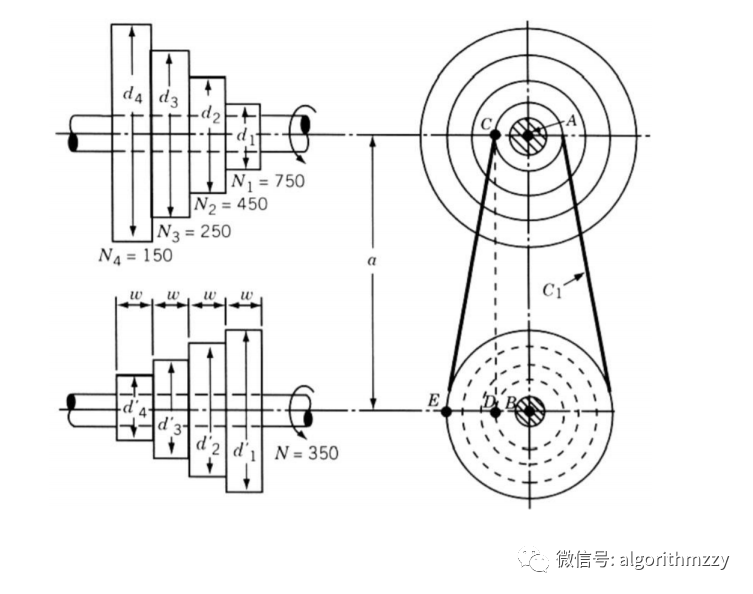 d4
d3
d2
d1
N1 = 750
N2 = 450
N3 = 250
N4 = 150
w w w w
d'4
d'3
d'2
d'1
N = 350
a
C A
C1
E D B
微信号: algorithmzzy